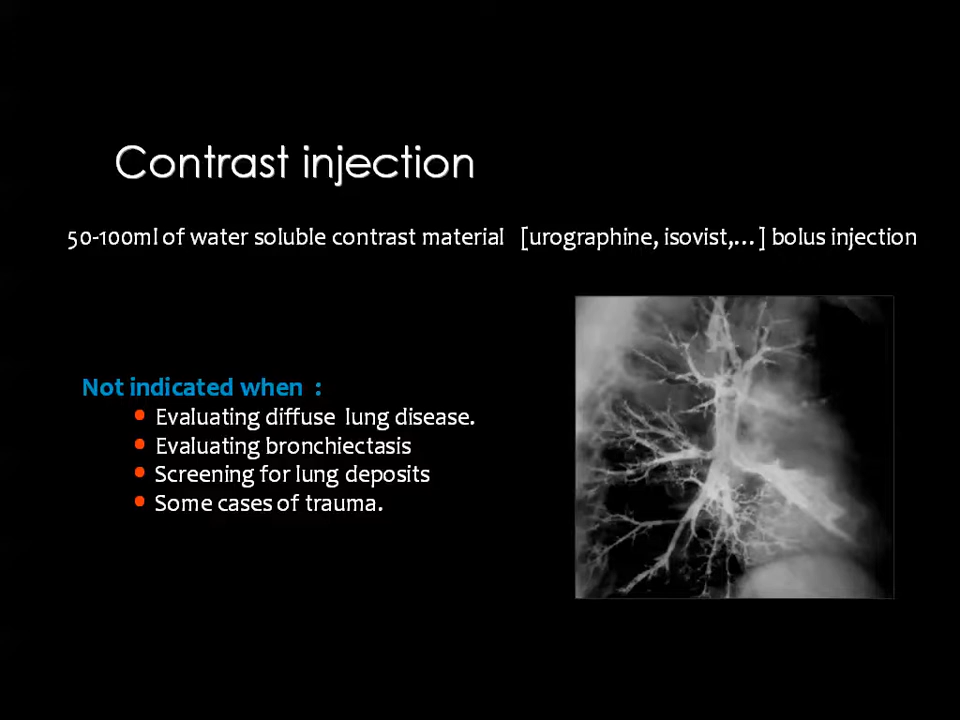 Contrast injection
50-100ml of water soluble contrast material [urographine, isovist,...] bolus injection
Not indicated when :
• Evaluating diffuse lung disease.
• Evaluating bronchiectasis
• Screening for lung deposits
• Some cases of trauma.